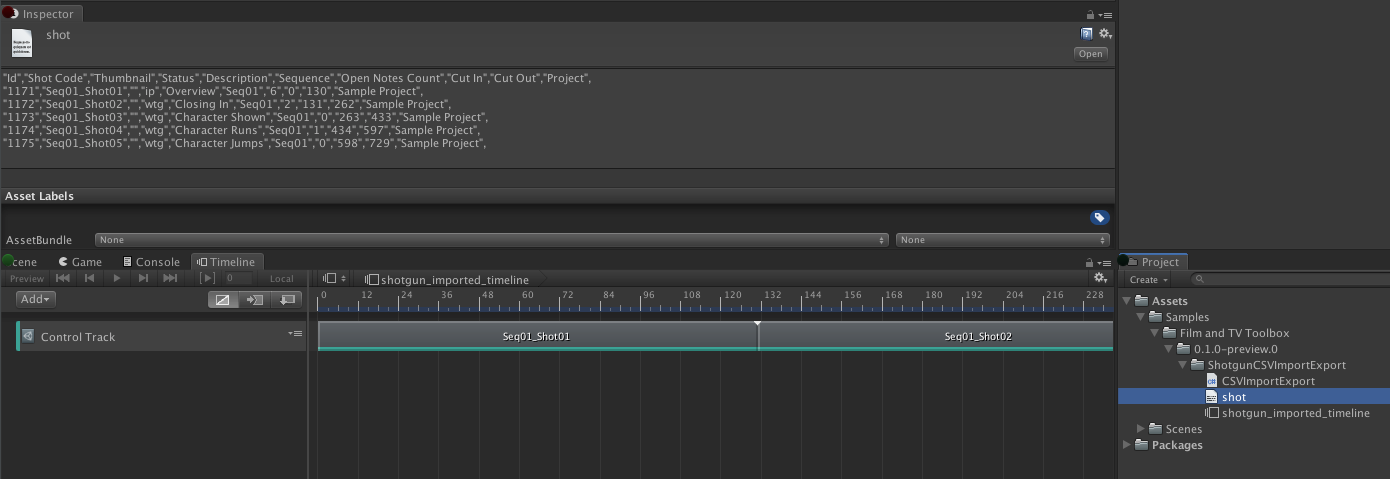 Inspector
shot
Open
"Id","Shot Code","Thumbnail","Status","Description","Sequence","Open Notes Count","Cut In","Cut Out","Project",
"1171","Seq01_Shot01","","ip","Overview","Seq01","6","0","130","Sample Project",
"1172","Seq01_Shot02","","wtg","Closing In","Seq01","2","131","262","Sample Project",
"1173","Seq01_Shot03","","wtg","Character Shown","Seq01","0","263","433","Sample Project",
"1174","Seq01_Shot04","","wtg","Character Runs","Seq01","1","434","597","Sample Project",
"1175","Seq01_Shot05","","wtg","Character Jumps","Seq01","0","598","729","Sample Project",
Asset Labels
AssetBundle None None
cene Game Console Timeline
Preview 0 Local shotgun_imported_timeline
Add
0 12 24 36 48 60 72 84 96 108 120 132 144 156 168 180 192 204 216 228
Control Track Seq01_Shot01 Seq01_Shot02
Project
Create
Assets
Samples
Film and TV Toolbox
0.1.0-preview.0
ShotgunCSVImportExport
CSVImportExport
shot
shotgun_imported_timeline
Scenes
Packages